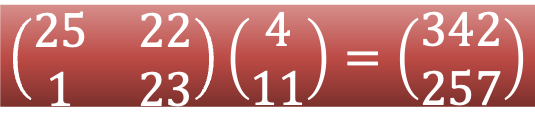 (25 22) (4) = (342)
(1 23) (11) (257)